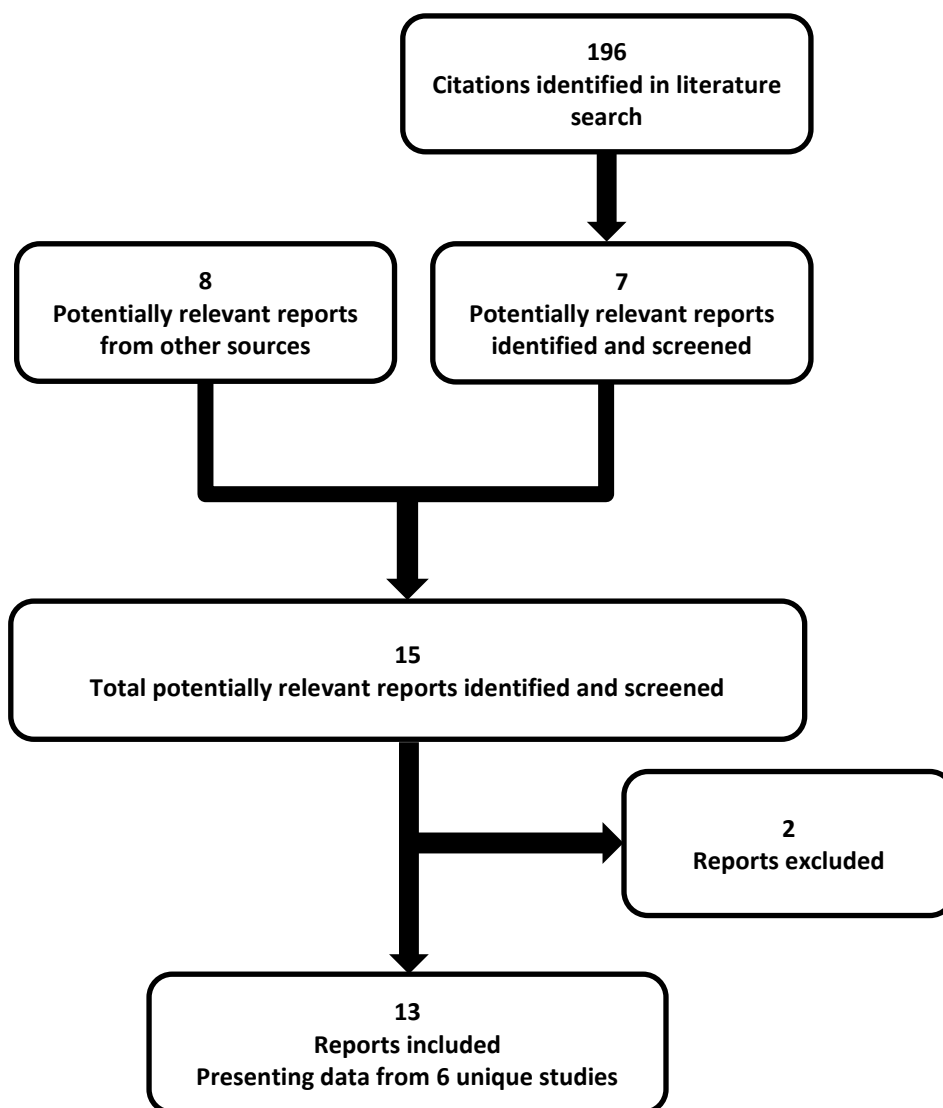 196
Citations identified in literature
search
8
Potentially relevant reports
from other sources
7
Potentially relevant reports
identified and screened
15
Total potentially relevant reports identified and screened
2
Reports excluded
13
Reports included
Presenting data from 6 unique studies